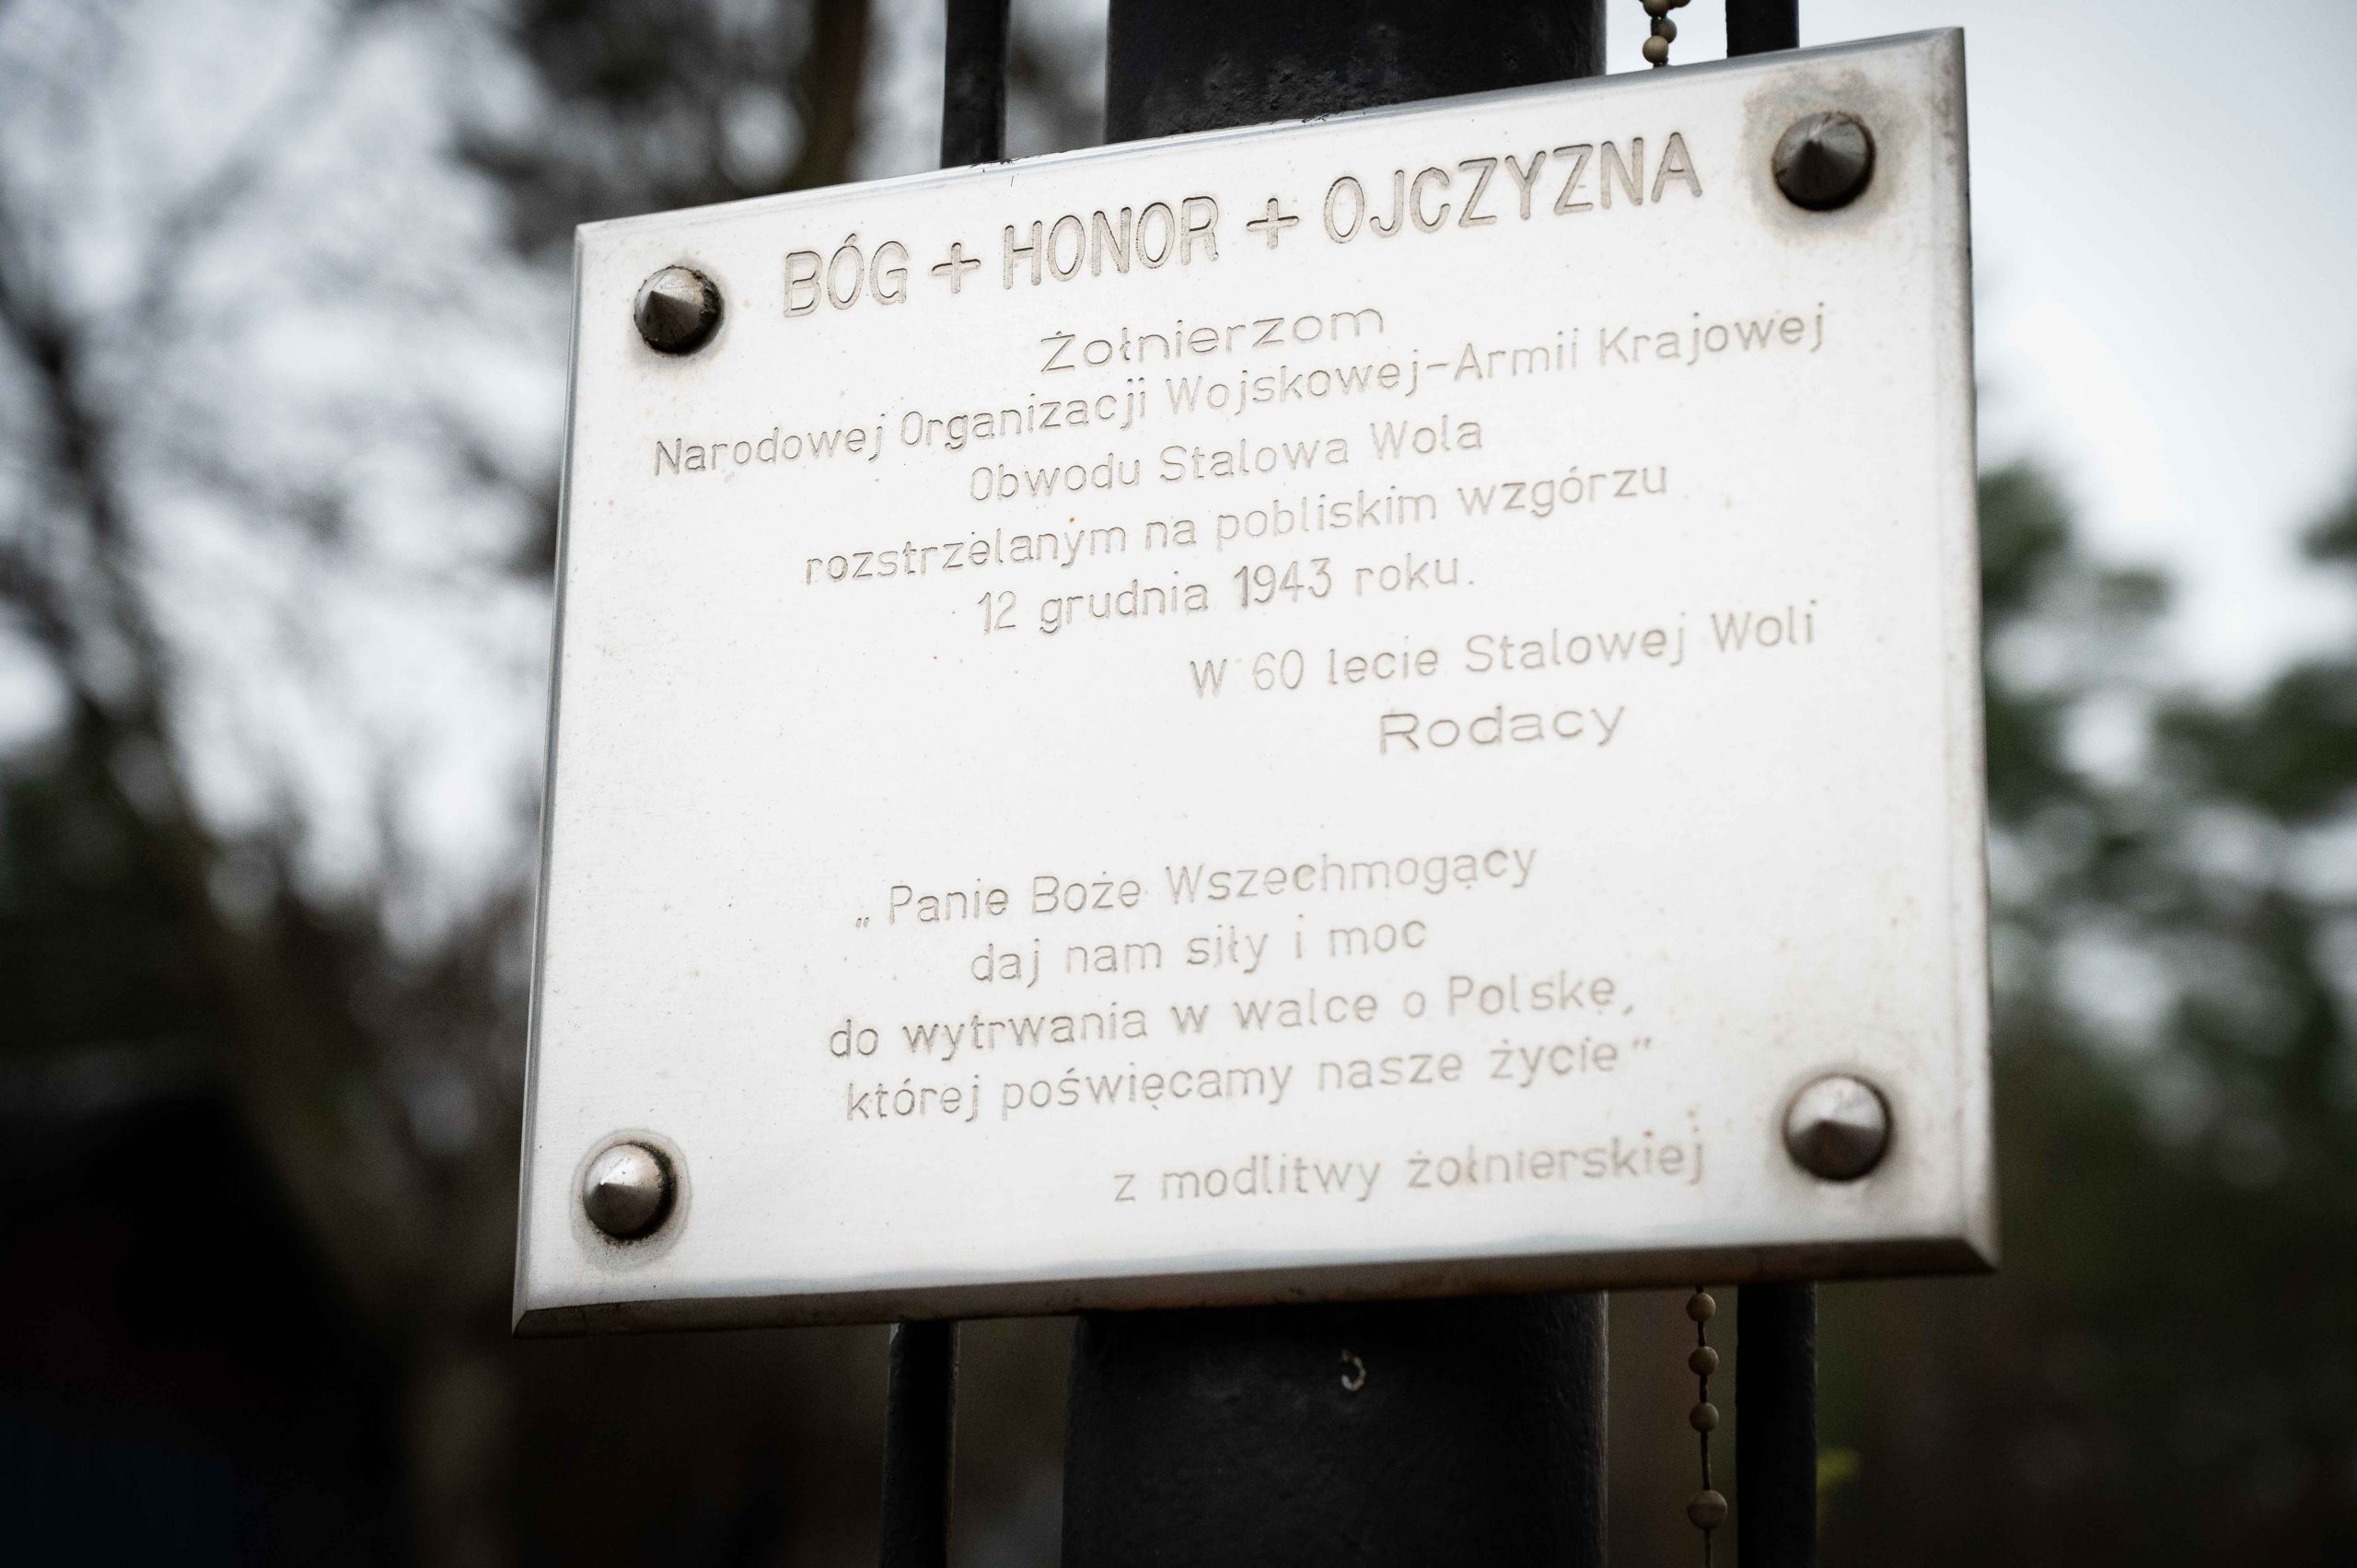 BÓG + HONOR + OJCZYZNA
Żołnierzom
Narodowej Organizacji Wojskowej-Armii Krajowej
Obwodu Stalowa Wola
rozstrzelanym na pobliskim wzgórzu
12 grudnia 1943 roku.
W 60 lecie Stalowej Woli
Rodacy
„Panie Boże Wszechmogący
daj nam siły i moc
do wytrwania w walce o Polskę,
której poświęcamy nasze życie”
z modlitwy żołnierskiej